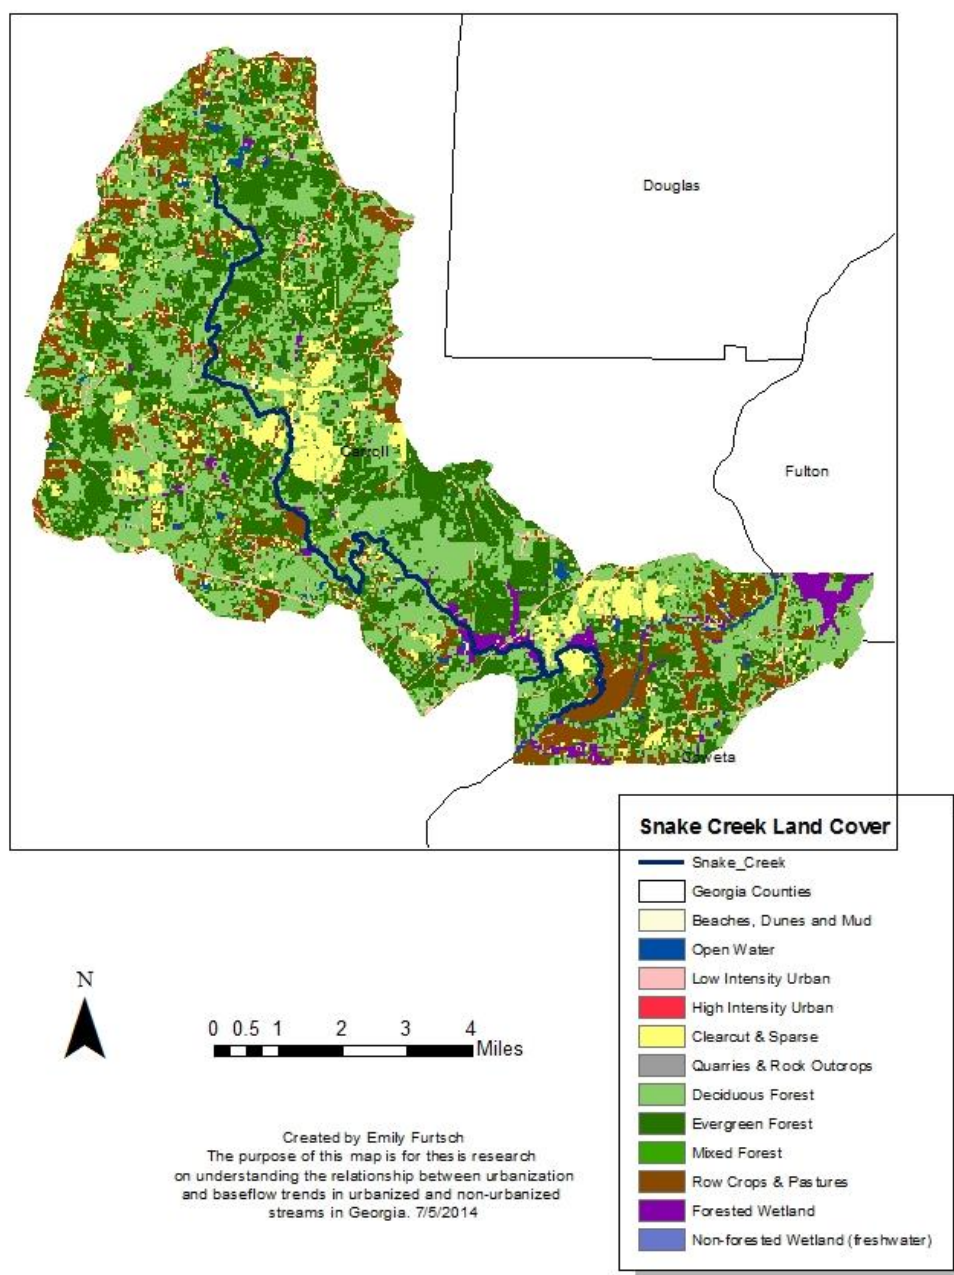 Douglas
Carroll
Fulton
Coweta
Snake Creek Land Cover
Snake_Creek
Georgia Counties
Beaches, Dunes and Mud
Open Water
Low Intensity Urban
High Intensity Urban
Clearcut & Sparse
Quarries & Rock Outcrops
Deciduous Forest
Evergreen Forest
Mixed Forest
Row Crops & Pastures
Forested Wetland
Non-forested Wetland (freshwater)
N
0 0.5 1 2 3 4
Miles
Created by Emily Furtsch
The purpose of this map is for thesis research
on understanding the relationship between urbanization
and baseflow trends in urbanized and non-urbanized
streams in Georgia. 7/5/2014